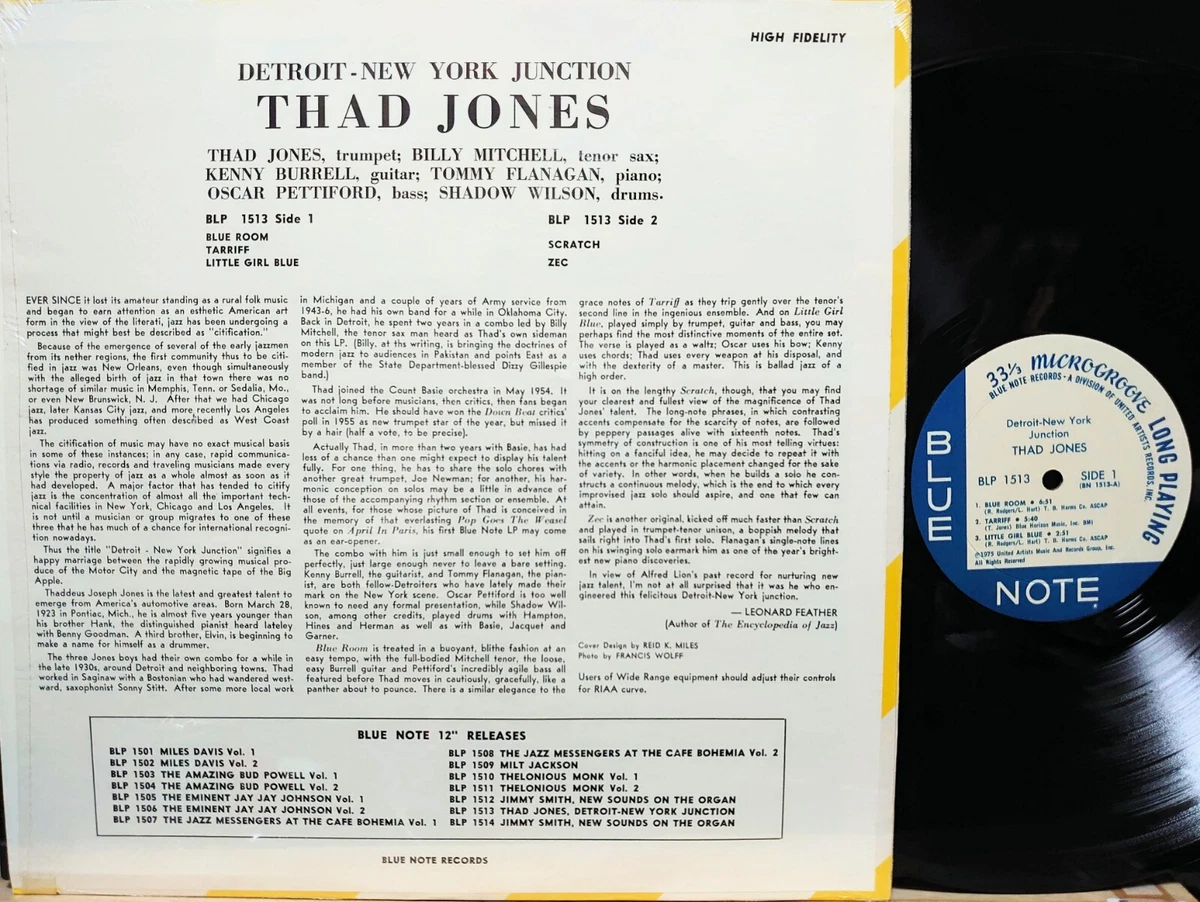 HIGH FIDELITY
DETROIT - NEW YORK JUNCTION
THAD JONES
THAD JONES, trumpet; BILLY MITCHELL, tenor sax;
KENNY BURRELL, guitar; TOMMY FLANAGAN, piano;
OSCAR PETTIFORD, bass; SHADOW WILSON, drums.
BLP 1513 Side 1
BLUE ROOM
TARRIFF
LITTLE GIRL BLUE
BLP 1513 Side 2
SCRATCH
ZEC
EVER SINCE it lost its amateur standing as a rural folk music
and began to earn attention as an esthetic American art
form in the view of the literati, jazz has been undergoing a
process that might best be described as "citification."
Because of the emergence of several of the early jazzmen
from its nether regions, the first community thus to be citi-
fied in jazz was New Orleans, even though simultaneously
with the alleged birth of jazz in that town there was no
shortage of similar music in Memphis, Tenn. or Sedalia, Mo.,
or even New Brunswick, N. J. After that we had Chicago
jazz, later Kansas City jazz, and more recently Los Angeles
has produced something often described as West Coast
jazz.
The citification of music may have no exact musical basis
in some of these instances; in any case, rapid communica-
tions via radio, records and traveling musicians made every
style the property of jazz as a whole almost as soon as it
had developed. A major factor that has tended to citify
jazz is the concentration of almost all the important tech-
nical facilities in New York, Chicago and Los Angeles. It
is not until a musician or group migrates to one of these
three that he has much of a chance for international recogni-
tion nowadays.
Thus the title "Detroit - New York Junction" signifies a
happy marriage between the rapidly growing musical pro-
duce of the Motor City and the magnetic tape of the Big
Apple.
Thaddeus Joseph Jones is the latest and greatest talent to
emerge from America's automotive areas. Born March 28,
1923 in Pontiac, Mich., he is almost five years younger than
his brother Hank, the distinguished pianist heard lateley
with Benny Goodman. A third brother, Elvin, is beginning to
make a name for himself as a drummer.
The three Jones boys had their own combo for a while in
the late 1930s, around Detroit and neighboring towns. Thad
worked in Saginaw with a Bostonian who had wandered west-
ward, saxophonist Sonny Stitt. After some more local work
in Michigan and a couple of years of Army service from
1943-6, he had his own band for a while in Oklahoma City.
Back in Detroit, he spent two years in a combo led by Billy
Mitchell, the tenor sax man heard as Thad's own sideman
on this LP. (Billy, at ths writing, is bringing the doctrines of
modern jazz to audiences in Pakistan and points East as a
member of the State Department-blessed Dizzy Gillespie
band.)
Thad joined the Count Basie orchestra in May 1954. It
was not long before musicians, then critics, then fans began
to acclaim him. He should have won the Down Beat critics'
poll in 1955 as new trumpet star of the year, but missed it
by a hair (half a vote, to be precise).
Actually Thad, in more than two years with Basie, has had
less of a chance than one might expect to display his talent
fully. For one thing, he has to share the solo chores with
another great trumpet, Joe Newman; for another, his har-
monic conception on solos may be a little in advance of
those of the accompanying rhythm section or ensemble. At
all events, for those whose picture of Thad is conceived in
the memory of that everlasting Pop Goes The Weasel
quote on April In Paris, his first Blue Note LP may come
as an ear-opener.
The combo with him is just small enough to set him off
perfectly, just large enough never to leave a bare setting.
Kenny Burrell, the guitarist, and Tommy Flanagan, the pian-
ist, are both fellow-Detroiters who have lately made their
mark on the New York scene. Oscar Pettiford is too well
known to need any formal presentation, while Shadow Wil-
son, among other credits, played drums with Hampton,
Hines and Herman as well as with Basie, Jacquet and
Garner.
Blue Room is treated in a buoyant, blithe fashion at an
easy tempo, with the full-bodied Mitchell tenor, the loose,
easy Burrell guitar and Pettiford's incredibly agile bass all
featured before Thad moves in cautiously, gracefully, like a
panther about to pounce. There is a similar elegance to the
grace notes of Tarriff as they trip gently over the tenor's
second line in the ingenious ensemble. And on Little Girl
Blue, played simply by trumpet, guitar and bass, you may
perhaps find the most distinctive moments of the entire set.
The verse is played as a waltz; Oscar uses his bow; Kenny
uses chords; Thad uses every weapon at his disposal, and
with the dexterity of a master. This is ballad jazz of a
high order.
It is on the lengthy Scratch, though, that you may find
your clearest and fullest view of the magnificence of Thad
Jones' talent. The long-note phrases, in which contrasting
accents compensate for the scarcity of notes, are followed
by peppery passages alive with sixteenth notes. Thad's
symmetry of construction is one of his most telling virtues:
hitting on a fanciful idea, he may decide to repeat it with
the accents or the harmonic placement changed for the sake
of variety. In other words, when he builds a solo he con-
structs a continuous melody, which is the end to which every
improvised jazz solo should aspire, and one that few can
attain.
Zec is another original, kicked off much faster than Scratch
and played in trumpet-tenor unison, a boppish melody that
sails right into Thad's first solo. Flanagan's single-note lines
on his swinging solo earmark him as one of the year's bright-
est new piano discoveries.
In view of Alfred Lion's past record for nurturing new
jazz talent, I'm not at all surprised that it was he who en-
gineered this felicitous Detroit-New York junction.
— LEONARD FEATHER
(Author of The Encyclopedia of Jazz)
Cover Design by REID K. MILES
Photo by FRANCIS WOLFF
Users of Wide Range equipment should adjust their controls
for RIAA curve.
BLUE NOTE 12" RELEASES
BLP 1501 MILES DAVIS Vol. 1
BLP 1502 MILES DAVIS Vol. 2
BLP 1503 THE AMAZING BUD POWELL Vol. 1
BLP 1504 THE AMAZING BUD POWELL Vol. 2
BLP 1505 THE EMINENT JAY JAY JOHNSON Vol. 1
BLP 1506 THE EMINENT JAY JAY JOHNSON Vol. 2
BLP 1507 THE JAZZ MESSENGERS AT THE CAFE BOHEMIA Vol. 1
BLP 1508 THE JAZZ MESSENGERS AT THE CAFE BOHEMIA Vol. 2
BLP 1509 MILT JACKSON
BLP 1510 THELONIOUS MONK Vol. 1
BLP 1511 THELONIOUS MONK Vol. 2
BLP 1512 JIMMY SMITH, NEW SOUNDS ON THE ORGAN
BLP 1513 THAD JONES, DETROIT-NEW YORK JUNCTION
BLP 1514 JIMMY SMITH, NEW SOUNDS ON THE ORGAN
BLUE NOTE RECORDS
33⅓ MICROGROOVE LONG PLAYING
BLUE NOTE RECORDS • A DIVISION OF UNITED ARTISTS RECORDS, INC.
Detroit-New York
Junction
THAD JONES
BLP 1513
SIDE 1
(BN 1513-A)
1. BLUE ROOM • 6:51
(R. Rodgers/L. Hart) T. B. Harms Co. ASCAP
2. TARRIFF • 5:40
(T. Jones) Blue Horizon Music, Inc. BMI
3. LITTLE GIRL BLUE • 2:51
(R. Rodgers/L. Hart) T. B. Harms Co. ASCAP
©1975 United Artists Music And Records Group, Inc.
All Rights Reserved
BLUE
NOTE